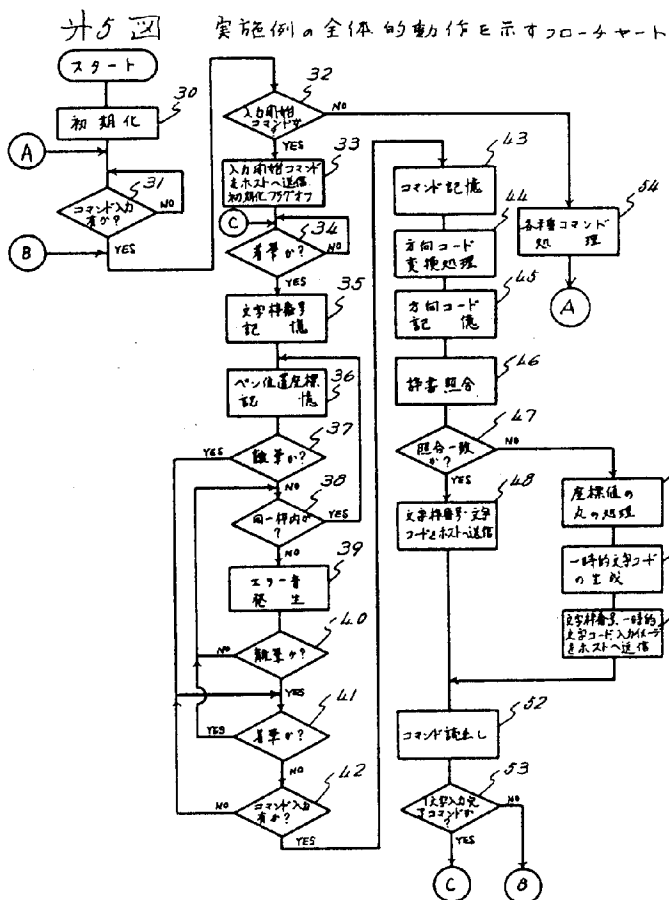 第5図 実施例の全体的動作を示すフローチャート
スタート
30
初期化
A
31
コマンド入力
有か?
NO
YES
B
32
入力開始
コマンドか
NO
YES
33
入力開始コマンド
をホストへ送信
初期化フラグオフ
C
34
着筆か?
NO
YES
35
文字枠番号
記憶
36
ペン位置座標
記憶
37
離筆か?
YES
NO
38
同一枠内か
?
YES
NO
39
エラー音
発生
40
離筆か?
NO
YES
41
着筆か?
YES
NO
42
コマンド入力
有か?
NO
YES
43
コマンド記憶
44
方向コード
変換処理
45
方向コード
記憶
46
辞書照合
47
照合一致
か?
NO
YES
48
文字枠番号・文字
コードをホストへ送信
座標値の
丸の処理
一時的文字コード
の生成
文字枠番号、一時的
文字コード、入力イメージ
をホストへ送信
52
コマンド読出し
53
1文字入力完
了コマンドか
?
YES
NO
C
B
54
各種コマンド
処理
A